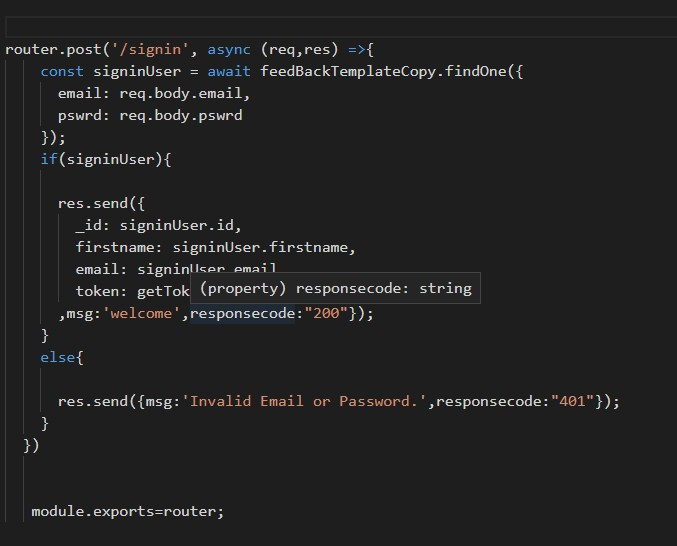 router.post('/signin', async (req,res) =>{
const signinUser = await feedBackTemplateCopy.findOne({
email: req.body.email,
pswrd: req.body.pswrd
});
if(signinUser){
res.send({
_id: signinUser.id,
firstname: signinUser.firstname,
email: signinUser.email
token: getTok
(property) responsecode: string
,msg:'welcome',responsecode:"200"});
}
else{
res.send({msg:'Invalid Email or Password.',responsecode:"401"});
}
})
module.exports=router;